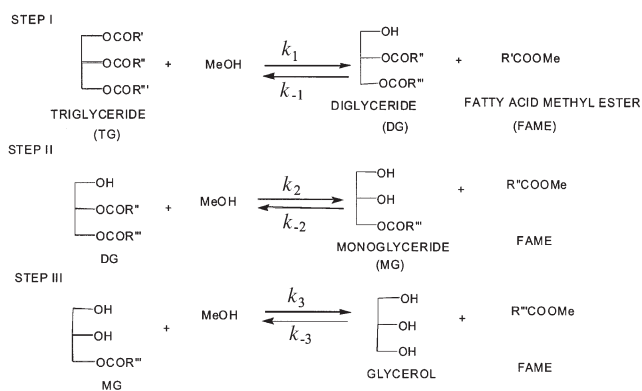 STEP I
OCOR'
OCOR"
OCOR"'
+ MeOH k1 k-1
OH
OCOR"
OCOR"'
+ R'COOMe
TRIGLYCERIDE
(TG)
DIGLYCERIDE
(DG)
FATTY ACID METHYL ESTER
(FAME)
STEP II
OH
OCOR"
OCOR"'
DG
+ MeOH k2 k-2
OH
OH
OCOR"'
MONOGLYCERIDE
(MG)
+ R"COOMe
FAME
STEP III
OH
OH
OCOR"'
MG
+ MeOH k3 k-3
OH
OH
OH
GLYCEROL
+ R"'COOMe
FAME